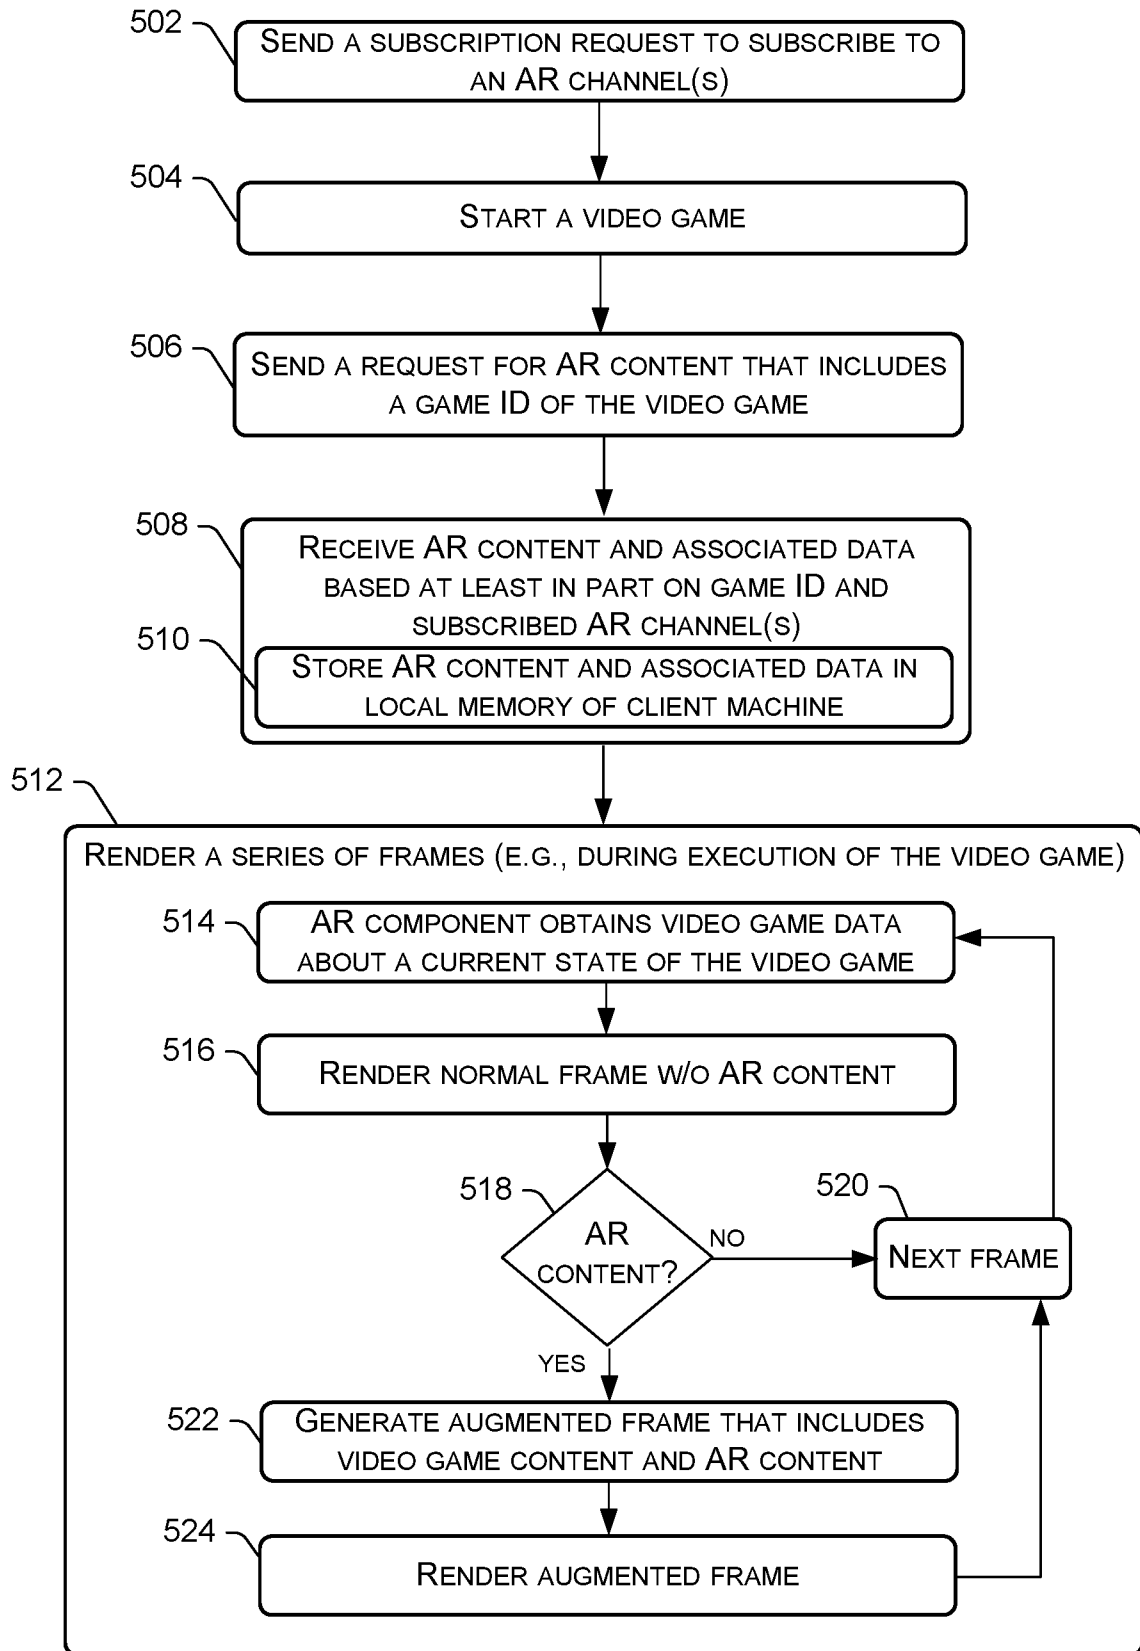 502
SEND A SUBSCRIPTION REQUEST TO SUBSCRIBE TO
AN AR CHANNEL(S)
504
START A VIDEO GAME
506
SEND A REQUEST FOR AR CONTENT THAT INCLUDES
A GAME ID OF THE VIDEO GAME
508
RECEIVE AR CONTENT AND ASSOCIATED DATA
BASED AT LEAST IN PART ON GAME ID AND
SUBSCRIBED AR CHANNEL(S)
510
STORE AR CONTENT AND ASSOCIATED DATA IN
LOCAL MEMORY OF CLIENT MACHINE
512
RENDER A SERIES OF FRAMES (E.G., DURING EXECUTION OF THE VIDEO GAME)
514
AR COMPONENT OBTAINS VIDEO GAME DATA
ABOUT A CURRENT STATE OF THE VIDEO GAME
516
RENDER NORMAL FRAME W/O AR CONTENT
518
AR
CONTENT?
NO
520
NEXT FRAME
YES
522
GENERATE AUGMENTED FRAME THAT INCLUDES
VIDEO GAME CONTENT AND AR CONTENT
524
RENDER AUGMENTED FRAME